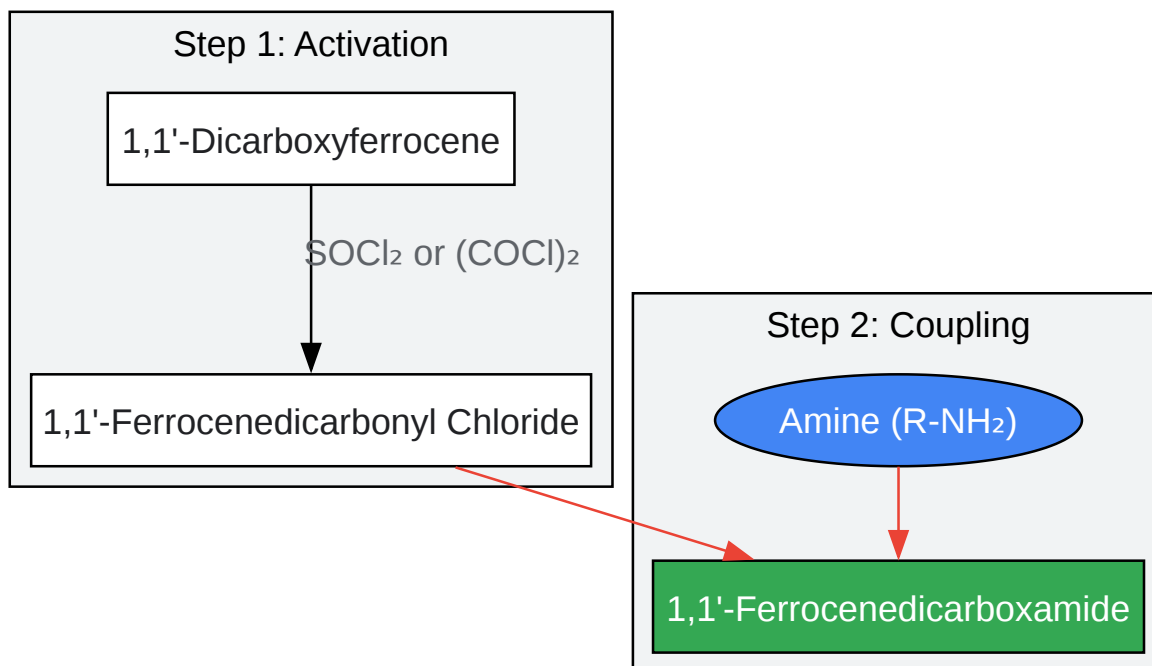 Step 1: Activation
1,1'-Dicarboxyferrocene
SOCl₂ or (COCl)₂
1,1'-Ferrocenedicarbonyl Chloride
Step 2: Coupling
Amine (R-NH₂)
1,1'-Ferrocenedicarboxamide